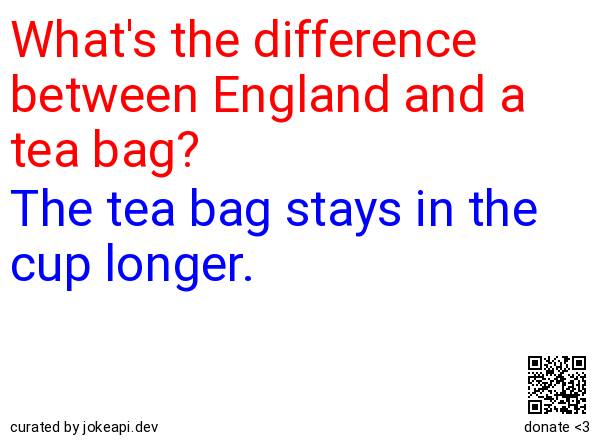 What's the difference
between England and a
tea bag?
The tea bag stays in the
cup longer.
curated by jokeapi.dev
donate <3